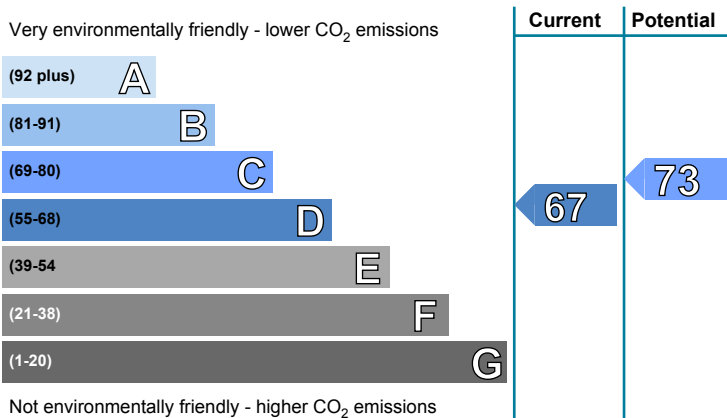 Very environmentally friendly - lower CO2 emissions
Current Potential
(92 plus) A
(81-91) B
(69-80) C
73
(55-68) D
67
(39-54 E
(21-38) F
(1-20) G
Not environmentally friendly - higher CO2 emissions